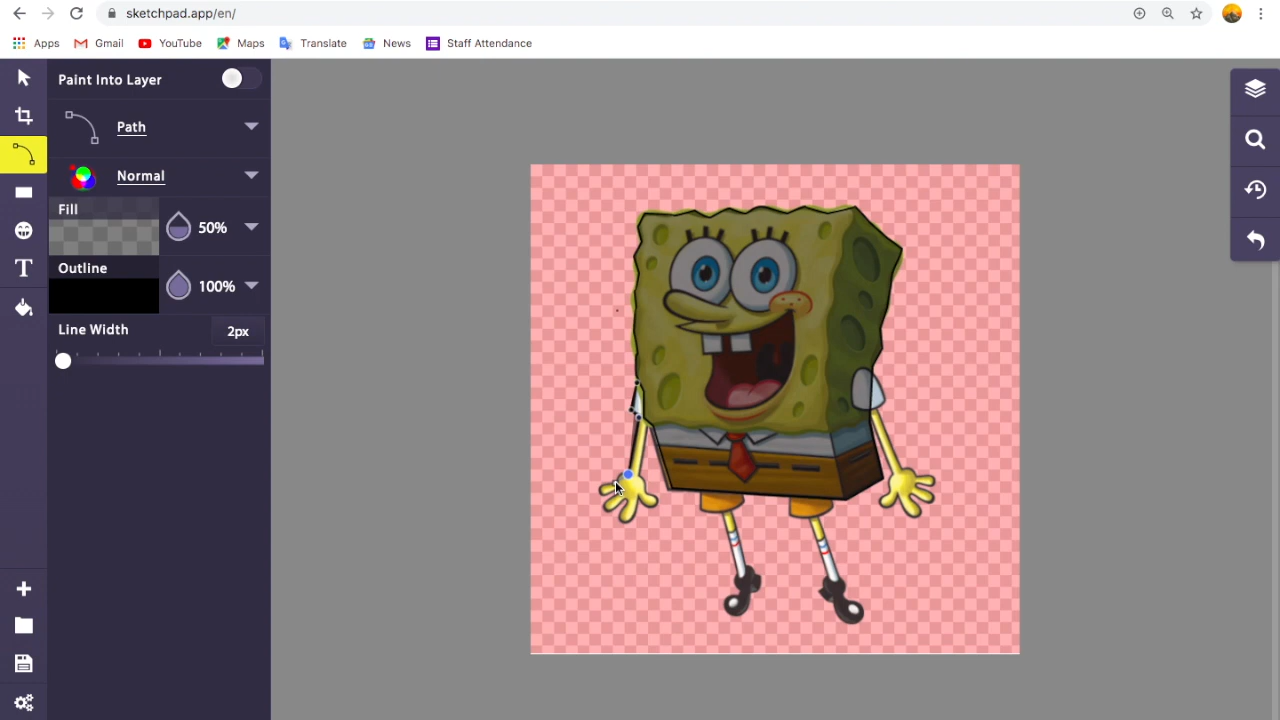 sketchpad.app/en/
Apps Gmail YouTube Maps Translate News Staff Attendance
Paint Into Layer
Path
Normal
Fill
50%
Outline
100%
Line Width
2px
T